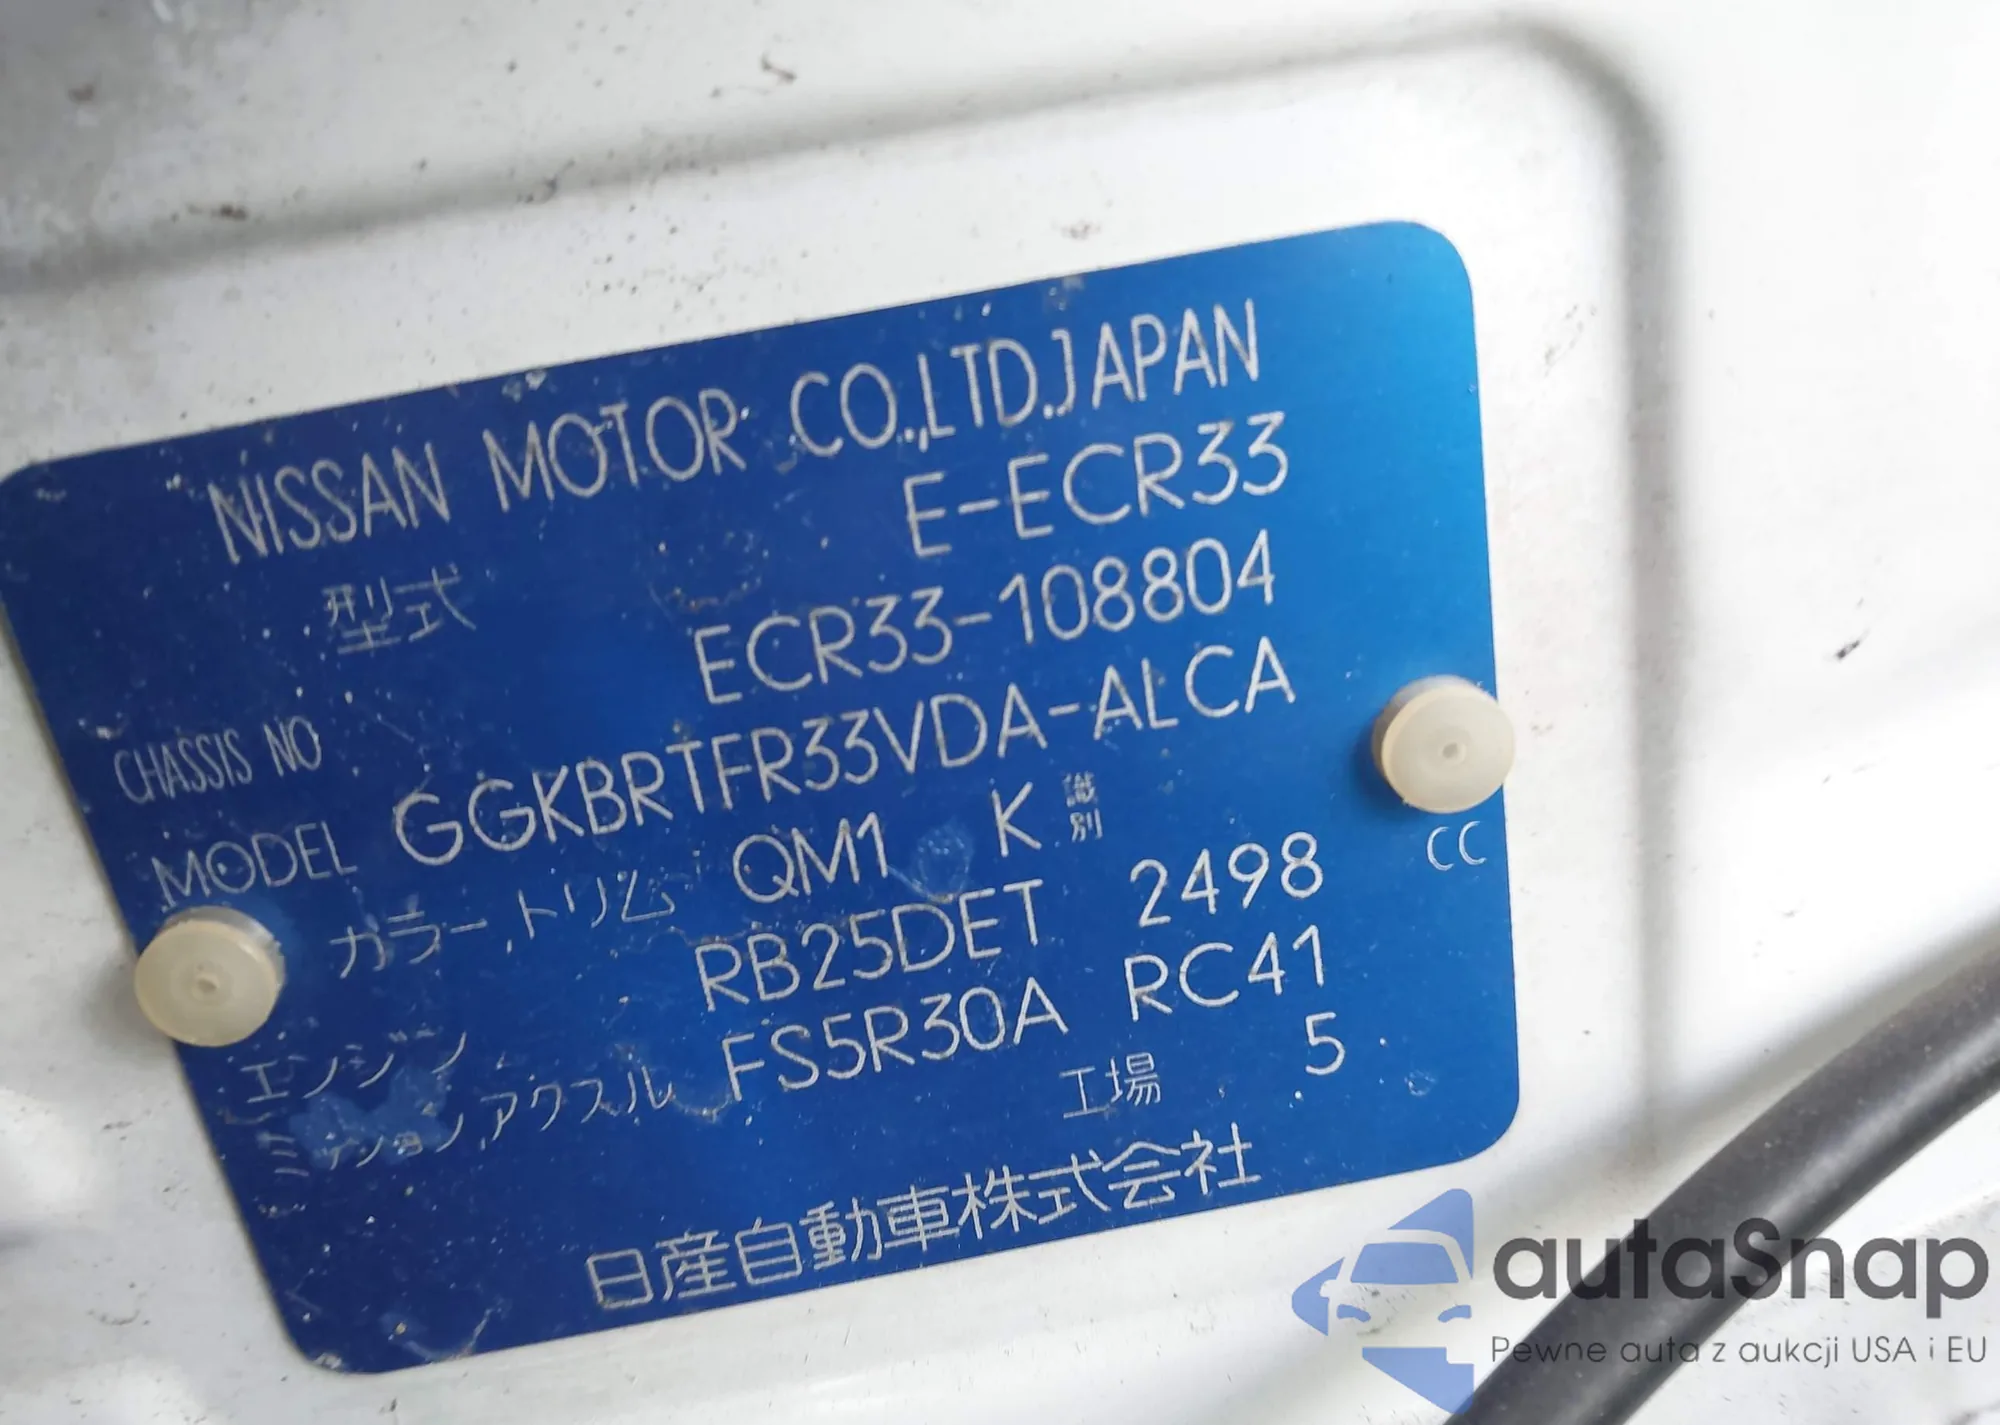 NISSAN MOTOR CO.,LTD.JAPAN
型式 E-ECR33
CHASSIS NO ECR33-108804
MODEL GGKBRTFR33VDA-ALCA
カラー,トリム QM1 K 識別
エンジン RB25DET 2498 CC
ミッション,アクスル FS5R30A RC41
工場 5
日産自動車株式会社
autaSnap
Pewne auta z aukcji USA i EU